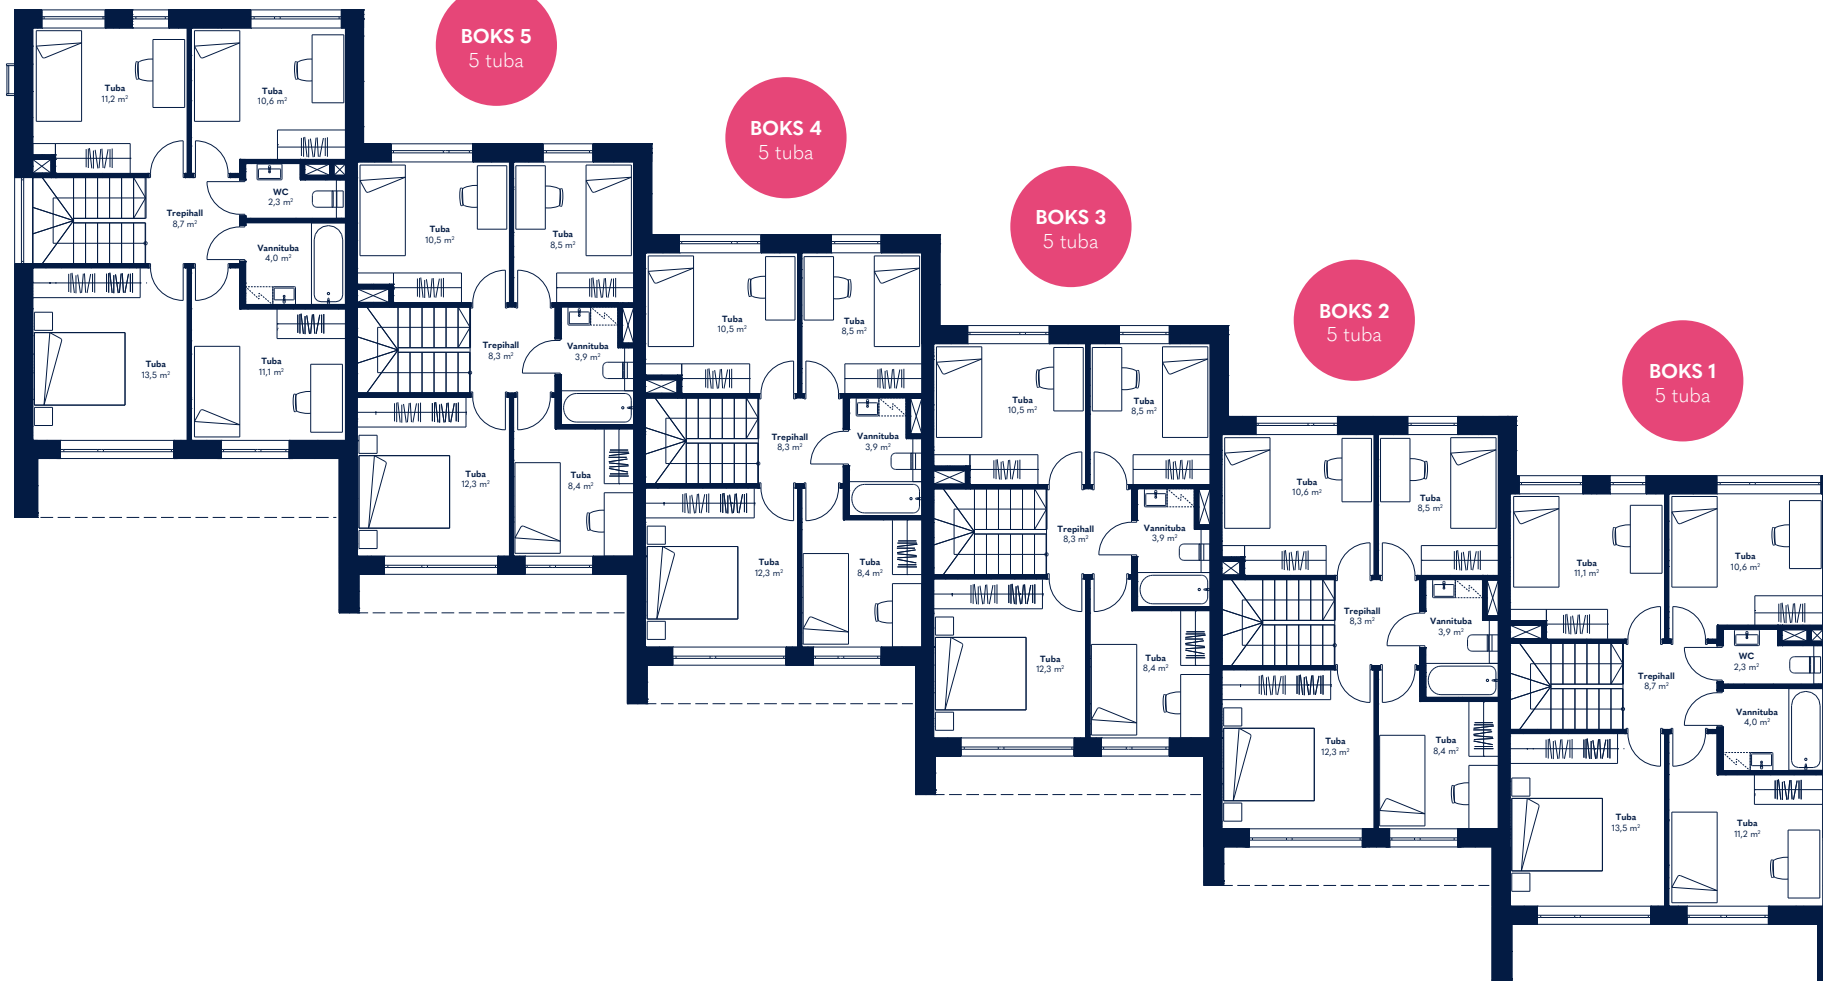 BOKS 5
5 tuba
BOKS 4
5 tuba
BOKS 3
5 tuba
BOKS 2
5 tuba
BOKS 1
5 tuba
Tuba
11,2 m²
Tuba
10,6 m²
WC
2,3 m²
Trepihall
8,7 m²
Vannituba
4,0 m²
Tuba
13,5 m²
Tuba
11,1 m²
Tuba
10,5 m²
Tuba
8,5 m²
Trepihall
8,3 m²
Vannituba
3,9 m²
Tuba
12,3 m²
Tuba
8,4 m²
Tuba
10,5 m²
Tuba
8,5 m²
Trepihall
8,3 m²
Vannituba
3,9 m²
Tuba
12,3 m²
Tuba
8,4 m²
Tuba
10,5 m²
Tuba
8,5 m²
Trepihall
8,3 m²
Vannituba
3,9 m²
Tuba
12,3 m²
Tuba
8,4 m²
Tuba
10,6 m²
Tuba
8,5 m²
Trepihall
8,3 m²
Vannituba
3,9 m²
Tuba
12,3 m²
Tuba
8,4 m²
Tuba
11,1 m²
Tuba
10,6 m²
WC
2,3 m²
Trepihall
8,7 m²
Vannituba
4,0 m²
Tuba
13,5 m²
Tuba
11,2 m²